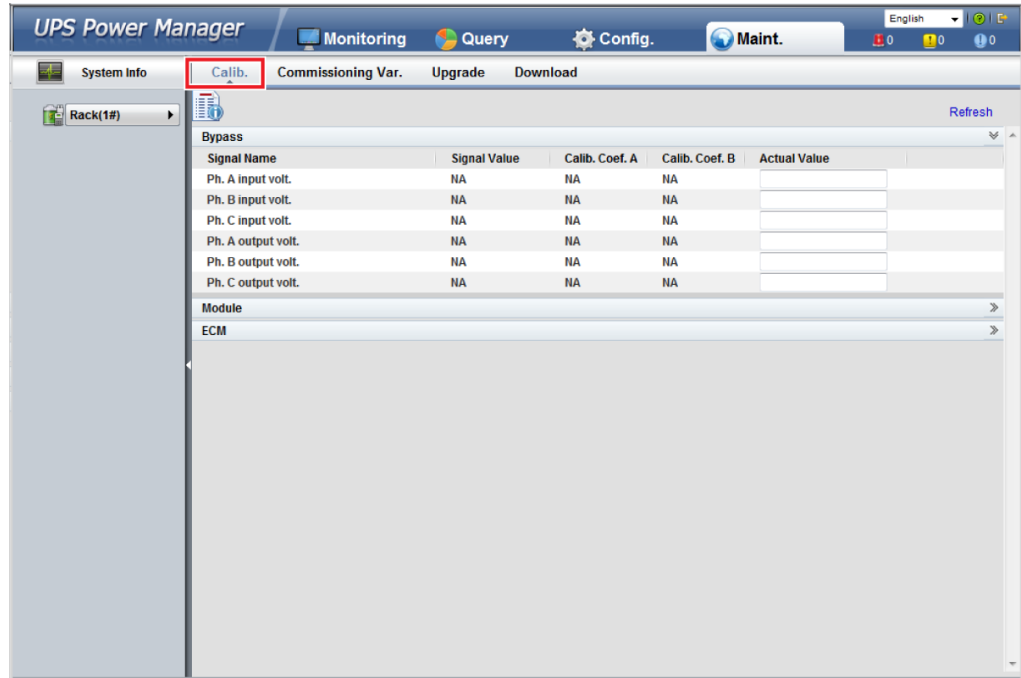 UPS Power Manager
Monitoring Query Config. Maint.
English
0 0 0
System Info Calib. Commissioning Var. Upgrade Download
Rack(1#)
Refresh
Bypass
Signal Name Signal Value Calib. Coef. A Calib. Coef. B Actual Value
Ph. A input volt. NA NA NA
Ph. B input volt. NA NA NA
Ph. C input volt. NA NA NA
Ph. A output volt. NA NA NA
Ph. B output volt. NA NA NA
Ph. C output volt. NA NA NA
Module
ECM